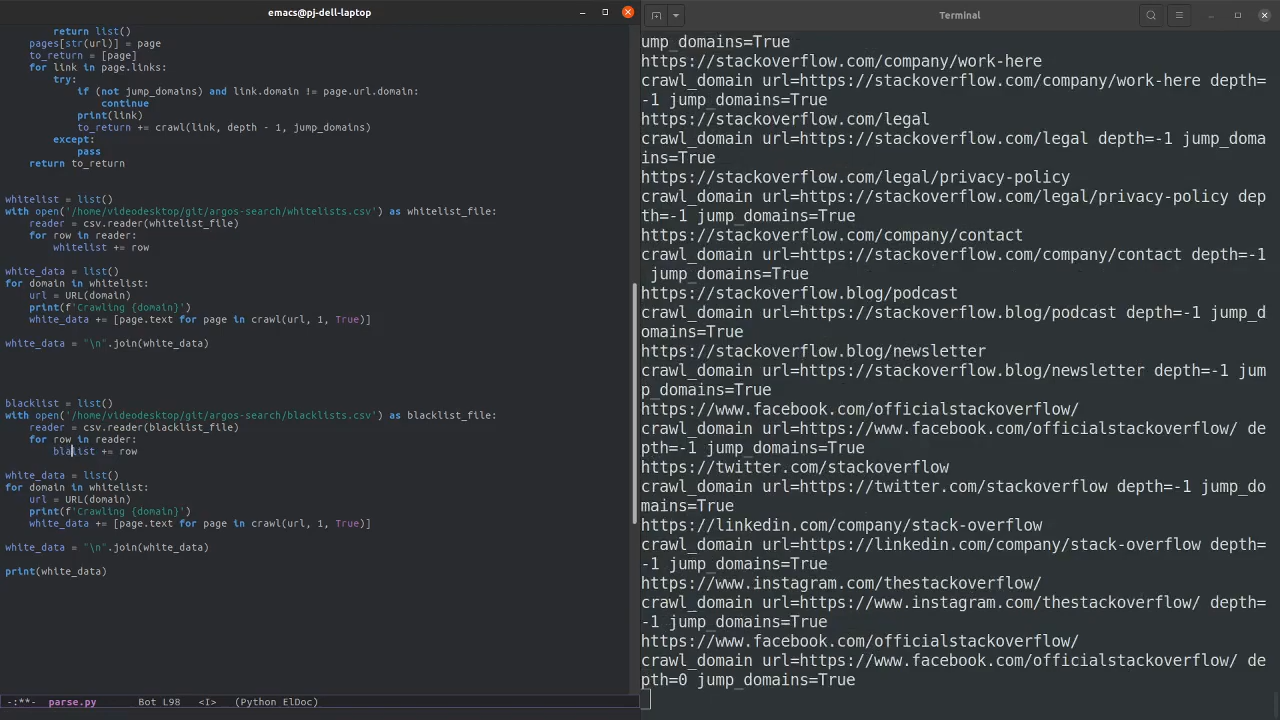 emacs@pj-dell-laptop
return list()
pages[str(url)] = page
to_return = [page]
for link in page.links:
try:
if (not jump_domains) and link.domain != page.url.domain:
continue
print(link)
to_return += crawl(link, depth - 1, jump_domains)
except:
pass
return to_return
whitelist = list()
with open('/home/videodesktop/git/argos-search/whitelists.csv') as whitelist_file:
reader = csv.reader(whitelist_file)
for row in reader:
whitelist += row
white_data = list()
for domain in whitelist:
url = URL(domain)
print(f'Crawling {domain}')
white_data += [page.text for page in crawl(url, 1, True)]
white_data = "\n".join(white_data)
blacklist = list()
with open('/home/videodesktop/git/argos-search/blacklists.csv') as blacklist_file:
reader = csv.reader(blacklist_file)
for row in reader:
blalist += row
white_data = list()
for domain in whitelist:
url = URL(domain)
print(f'Crawling {domain}')
white_data += [page.text for page in crawl(url, 1, True)]
white_data = "\n".join(white_data)
print(white_data)
-:**- parse.py Bot L98 <I> (Python ElDoc)
Terminal
ump_domains=True
https://stackoverflow.com/company/work-here
crawl_domain url=https://stackoverflow.com/company/work-here depth=
-1 jump_domains=True
https://stackoverflow.com/legal
crawl_domain url=https://stackoverflow.com/legal depth=-1 jump_doma
ins=True
https://stackoverflow.com/legal/privacy-policy
crawl_domain url=https://stackoverflow.com/legal/privacy-policy dep
th=-1 jump_domains=True
https://stackoverflow.com/company/contact
crawl_domain url=https://stackoverflow.com/company/contact depth=-1
jump_domains=True
https://stackoverflow.blog/podcast
crawl_domain url=https://stackoverflow.blog/podcast depth=-1 jump_d
omains=True
https://stackoverflow.blog/newsletter
crawl_domain url=https://stackoverflow.blog/newsletter depth=-1 jum
p_domains=True
https://www.facebook.com/officialstackoverflow/
crawl_domain url=https://www.facebook.com/officialstackoverflow/ de
pth=-1 jump_domains=True
https://twitter.com/stackoverflow
crawl_domain url=https://twitter.com/stackoverflow depth=-1 jump_do
mains=True
https://linkedin.com/company/stack-overflow
crawl_domain url=https://linkedin.com/company/stack-overflow depth=
-1 jump_domains=True
https://www.instagram.com/thestackoverflow/
crawl_domain url=https://www.instagram.com/thestackoverflow/ depth=
-1 jump_domains=True
https://www.facebook.com/officialstackoverflow/
crawl_domain url=https://www.facebook.com/officialstackoverflow/ de
pth=0 jump_domains=True